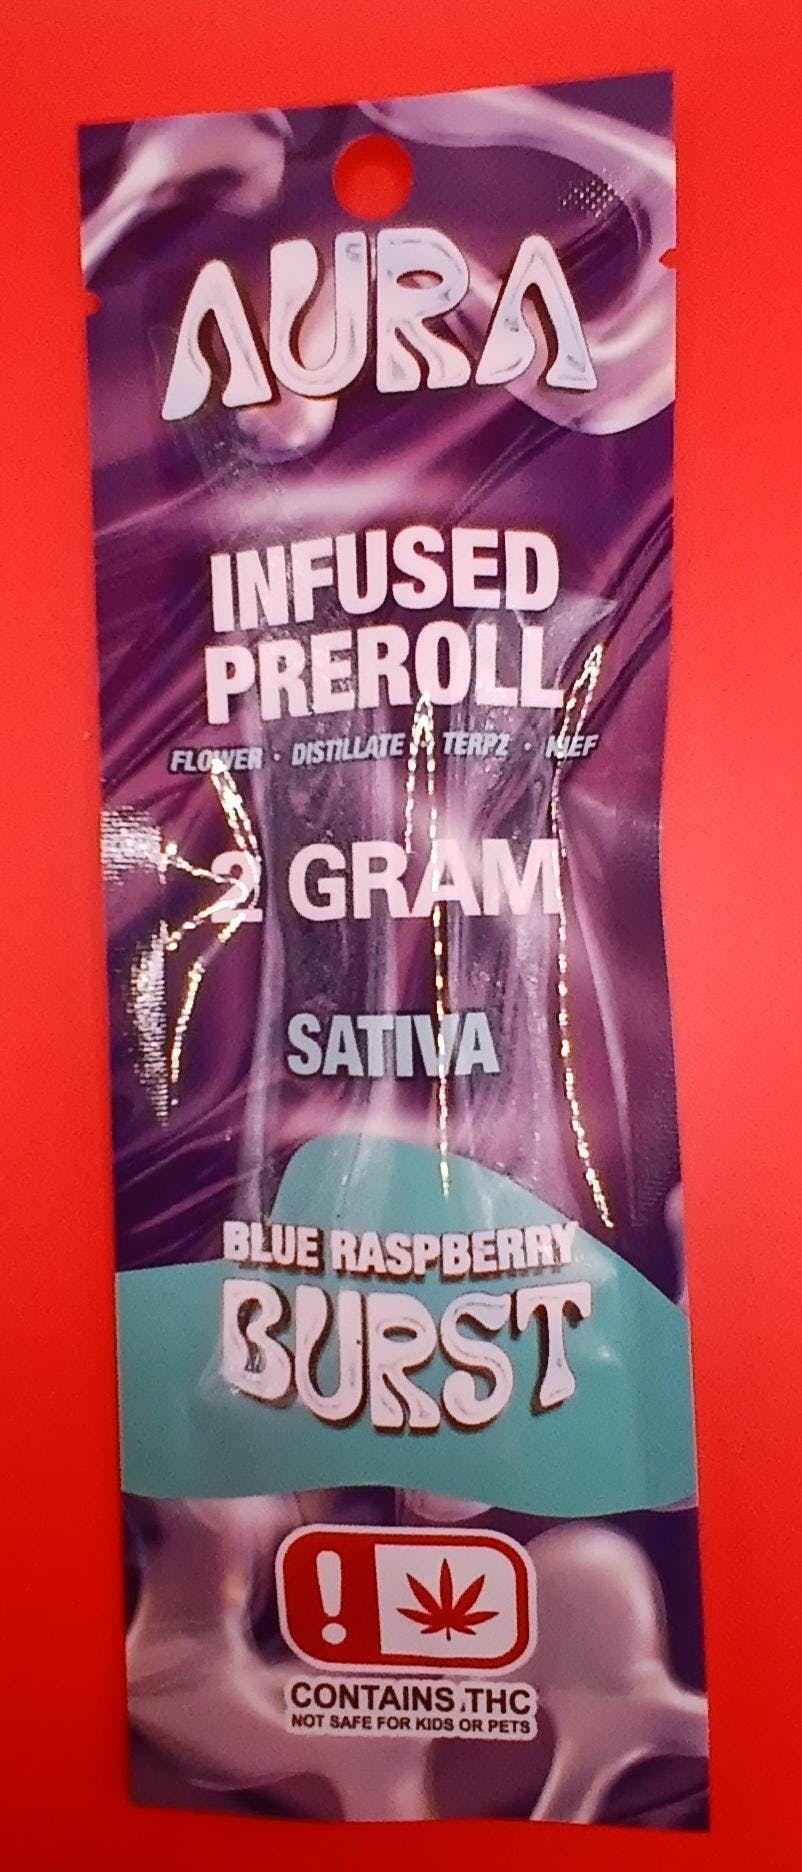 AURA
INFUSED
PREROLL
FLOWER · DISTILLATE · TERPZ · KIEF
2 GRAM
SATIVA
BLUE RASPBERRY
BURST
!
CONTAINS THC
NOT SAFE FOR KIDS OR PETS